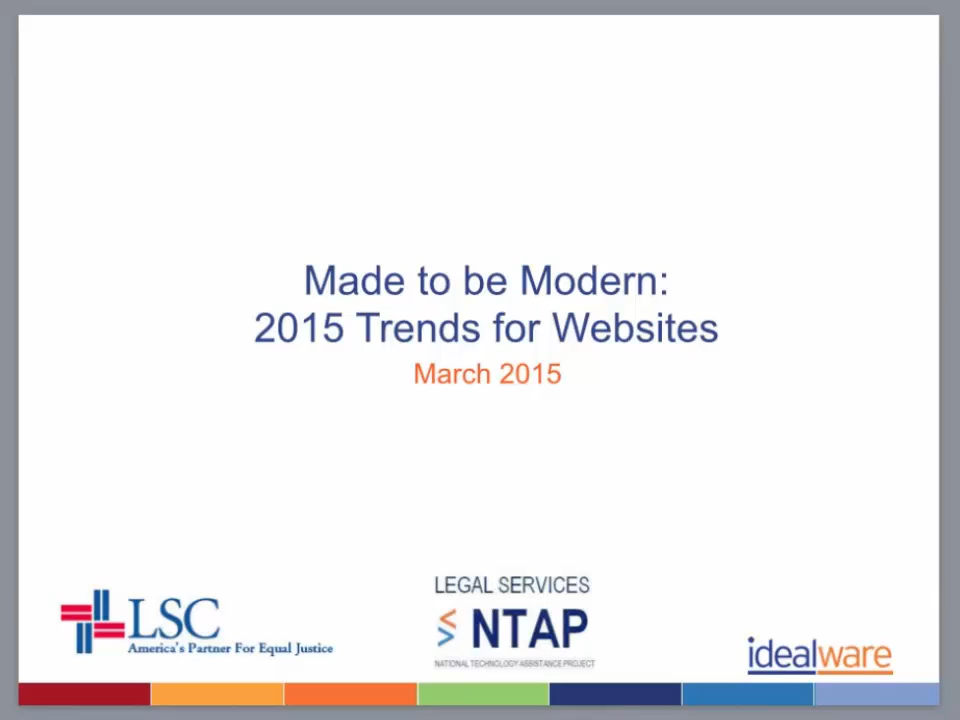 Made to be Modern:
2015 Trends for Websites
March 2015
LSC
America's Partner For Equal Justice
LEGAL SERVICES
NTAP
NATIONAL TECHNOLOGY ASSISTANCE PROJECT
idealware